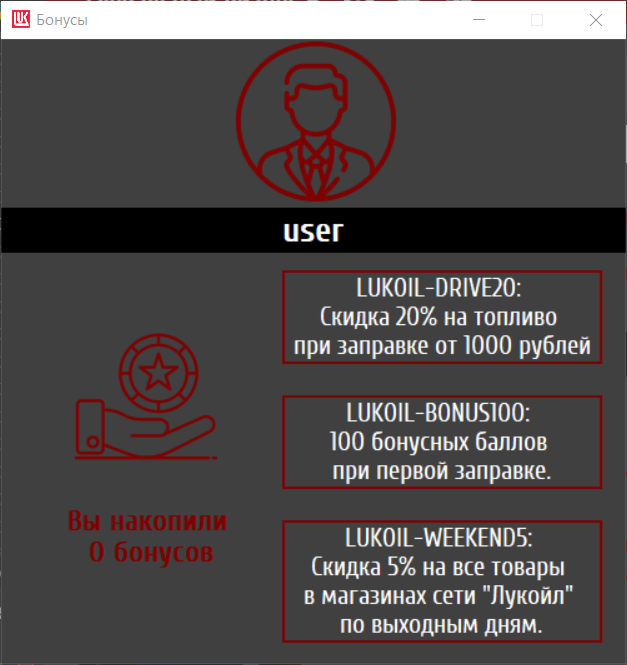 ЛУК Бонусы
user
LUKOIL-DRIVE20:
Скидка 20% на топливо
при заправке от 1000 рублей
LUKOIL-BONUS100:
100 бонусных баллов
при первой заправке.
Вы накопили
0 бонусов
LUKOIL-WEEKEND5:
Скидка 5% на все товары
в магазинах сети "Лукойл"
по выходным дням.